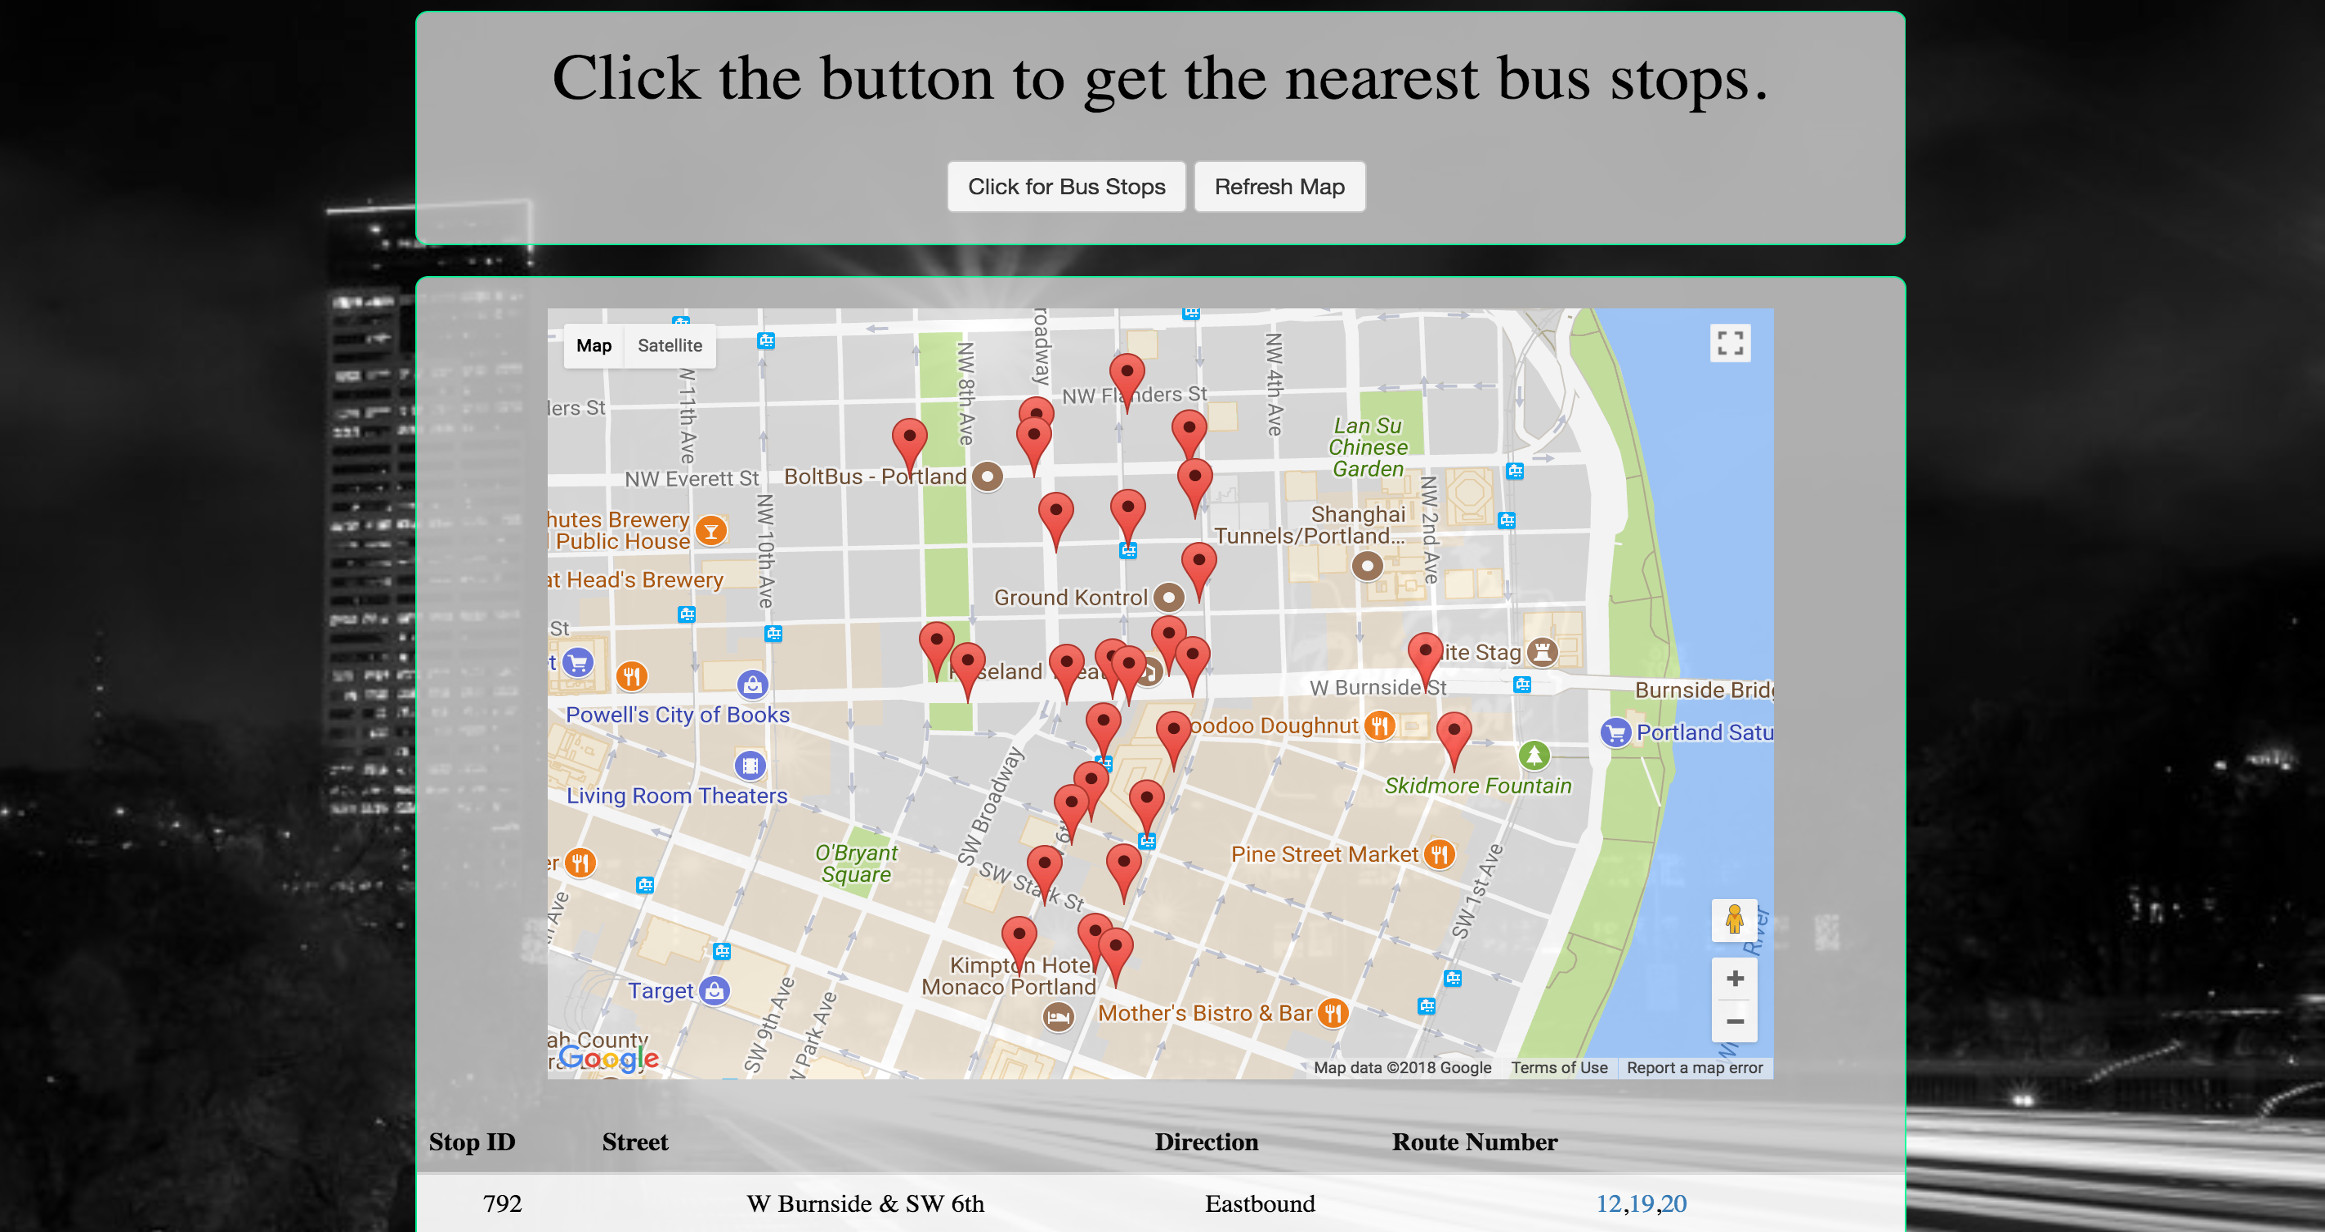 Click the button to get the nearest bus stops.
Click for Bus Stops
Refresh Map
Map
Satellite
roadway
NW 8th Ave
NW 4th Ave
W 11th Ave
NW Flanders St
ders St
Lan Su
Chinese
Garden
NW Everett St
BoltBus - Portland
NW 10th Ave
NW 2nd Ave
hutes Brewery
Public House
Shanghai
Tunnels/Portland...
at Head's Brewery
Ground Kontrol
St
ite Stag
W Burnside St
Burnside Bridg
Powell's City of Books
oodoo Doughnut
Portland Satu
Skidmore Fountain
Living Room Theaters
SW Broadway
O'Bryant
Square
Pine Street Market
SW Stark St
SW 1st Ave
er
Ave
Kimpton Hotel
Monaco Portland
River
Target
Mother's Bistro & Bar
SW 9th Ave
W Park Ave
ah County
Google
Map data ©2018 Google
Terms of Use
Report a map error
Stop ID Street Direction Route Number
792 W Burnside & SW 6th Eastbound 12,19,20